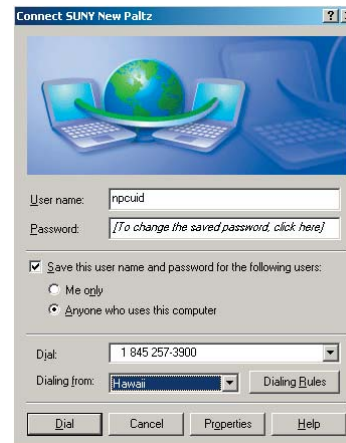 Connect SUNY New Paltz
User name: npcuid
Password: [To change the saved password, click here]
Save this user name and password for the following users:
Me only
Anyone who uses this computer
Dial: 1 845 257-3900
Dialing from: Hawaii Dialing Rules
Dial Cancel Properties Help